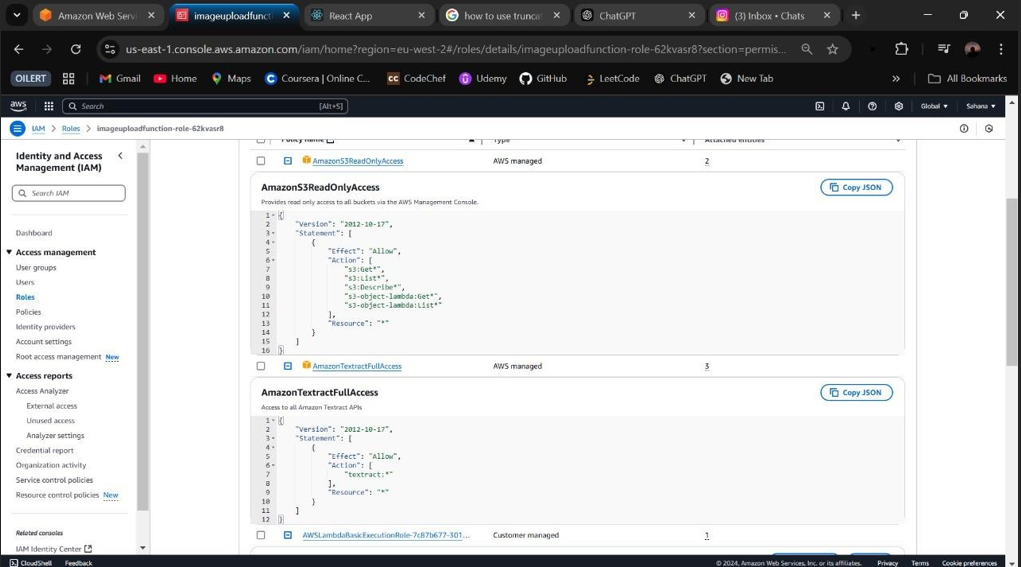 Amazon Web Servi
imageuploadfuncti
React App
how to use truncat
ChatGPT
(3) Inbox • Chats
us-east-1.console.aws.amazon.com/iam/home?region=eu-west-2#/roles/details/imageuploadfunction-role-62kvasr8?section=permis...
OILERT
Gmail
Home
Maps
Coursera | Online C...
CodeChef
Udemy
GitHub
LeetCode
ChatGPT
New Tab
»
All Bookmarks
aws
Search
[Alt+S]
Global
Sahana
IAM > Roles > imageuploadfunction-role-62kvasr8
Identity and Access
Management (IAM)
Search IAM
Dashboard
Access management
User groups
Users
Roles
Policies
Identity providers
Account settings
Root access management New
Access reports
Access Analyzer
External access
Unused access
Analyzer settings
Credential report
Organization activity
Service control policies
Resource control policies New
Related consoles
IAM Identity Center
Policy name
Type
Attached entities
AmazonS3ReadOnlyAccess
AWS managed
2
AmazonS3ReadOnlyAccess
Copy JSON
Provides read only access to all buckets via the AWS Management Console.
1 {
2 "Version": "2012-10-17",
3 "Statement": [
4 {
5 "Effect": "Allow",
6 "Action": [
7 "s3:Get*",
8 "s3:List*",
9 "s3:Describe*",
10 "s3-object-lambda:Get*",
11 "s3-object-lambda:List*"
12 ],
13 "Resource": "*"
14 }
15 ]
16 }
AmazonTextractFullAccess
AWS managed
3
AmazonTextractFullAccess
Copy JSON
Access to all Amazon Textract APIs
1 {
2 "Version": "2012-10-17",
3 "Statement": [
4 {
5 "Effect": "Allow",
6 "Action": [
7 "textract:*"
8 ],
9 "Resource": "*"
10 }
11 ]
12 }
AWSLambdaBasicExecutionRole-7c87b677-301...
Customer managed
1
CloudShell
Feedback
© 2024, Amazon Web Services, Inc. or its affiliates.
Privacy
Terms
Cookie preferences